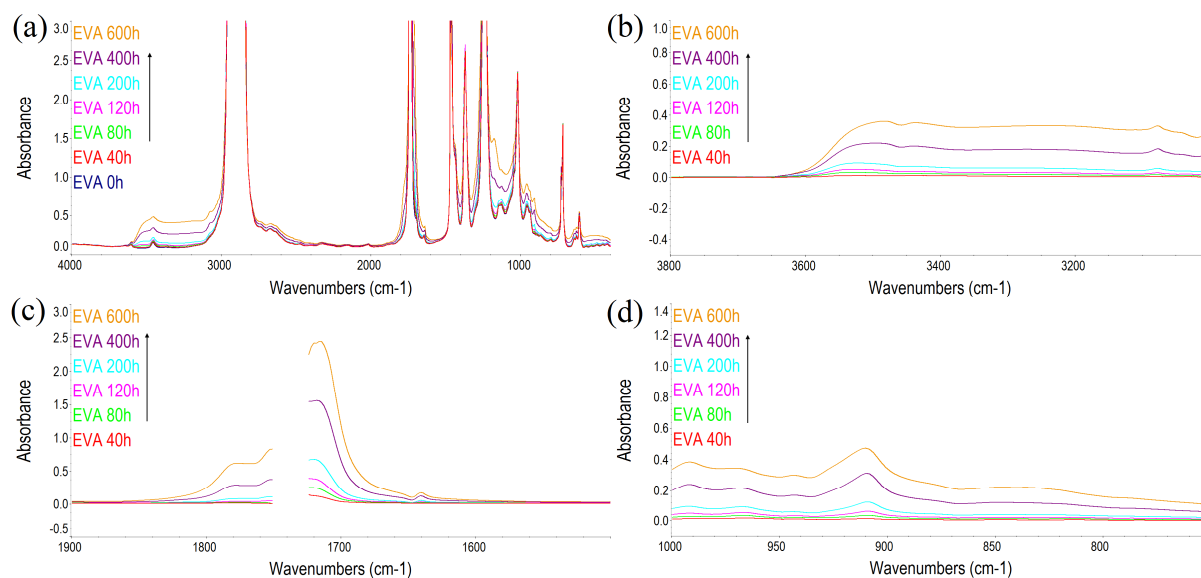 (a)
3.0
2.5
2.0
1.5
1.0
0.5
0.0
Absorbance
EVA 600h
EVA 400h
EVA 200h
EVA 120h
EVA 80h
EVA 40h
EVA 0h
4000 3000 2000 1000
Wavenumbers (cm-1)
(b)
1.0
0.8
0.6
0.4
0.2
0.0
-0.2
-0.4
Absorbance
EVA 600h
EVA 400h
EVA 200h
EVA 120h
EVA 80h
EVA 40h
3800 3600 3400 3200
Wavenumbers (cm-1)
(c)
3.0
2.5
2.0
1.5
1.0
0.5
0.0
-0.5
Absorbance
EVA 600h
EVA 400h
EVA 200h
EVA 120h
EVA 80h
EVA 40h
1900 1800 1700 1600
Wavenumbers (cm-1)
(d)
1.4
1.2
1.0
0.8
0.6
0.4
0.2
0.0
Absorbance
EVA 600h
EVA 400h
EVA 200h
EVA 120h
EVA 80h
EVA 40h
1000 950 900 850 800
Wavenumbers (cm-1)